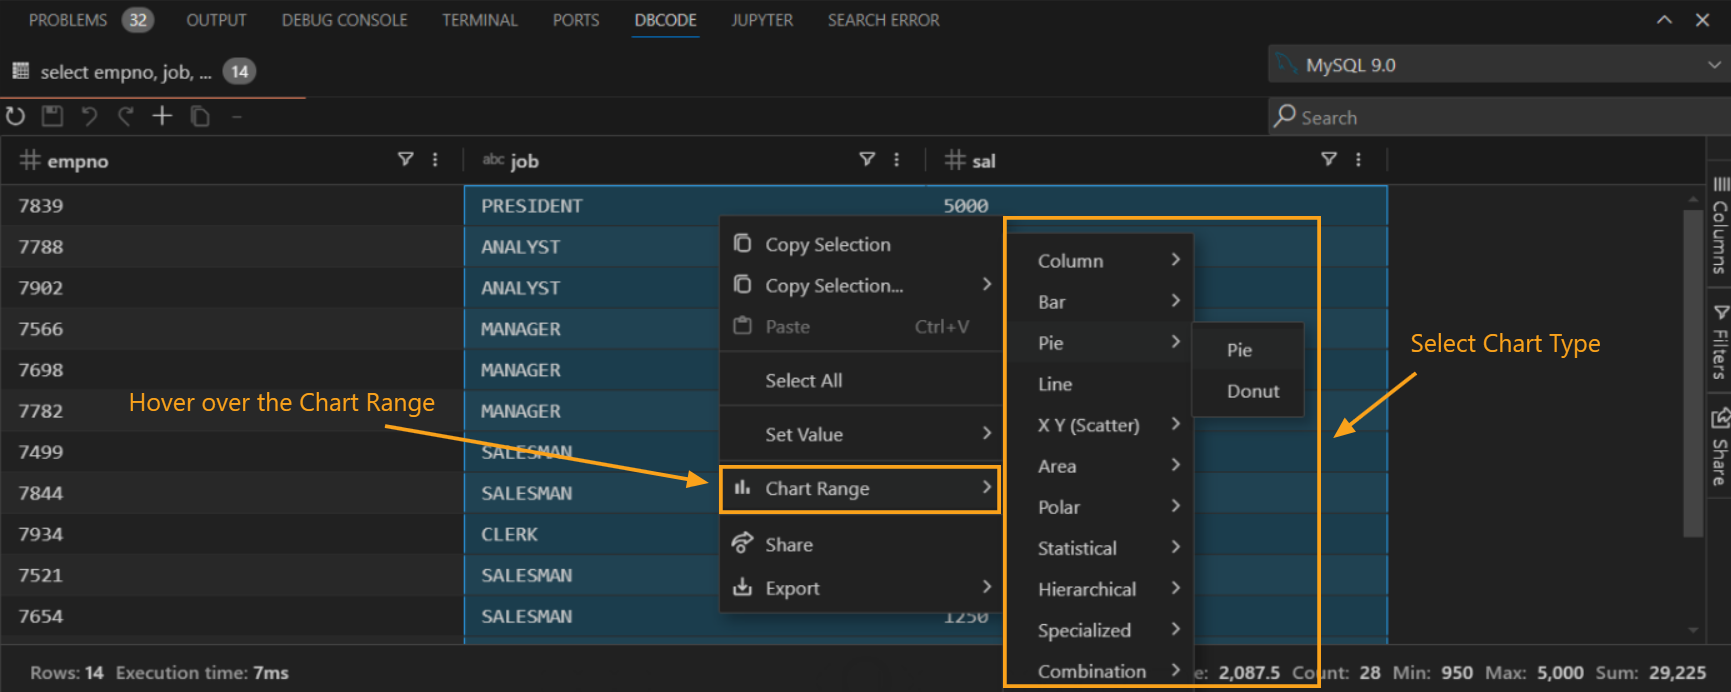 PROBLEMS 32 OUTPUT DEBUG CONSOLE TERMINAL PORTS DBCODE JUPYTER SEARCH ERROR
select empno, job, ... 14
MySQL 9.0
Search
empno abc job sal
7839 PRESIDENT 5000
7788 ANALYST
7902 ANALYST
7566 MANAGER
7698 MANAGER
7782 MANAGER
7499 SALESMAN
7844 SALESMAN
7934 CLERK
7521 SALESMAN
7654 SALESMAN 1250
Copy Selection
Copy Selection...
Paste Ctrl+V
Select All
Set Value
Chart Range
Share
Export
Column
Bar
Pie
Line
X Y (Scatter)
Area
Polar
Statistical
Hierarchical
Specialized
Combination
Pie
Donut
Hover over the Chart Range
Select Chart Type
Columns
Filters
Share
Rows: 14 Execution time: 7ms
e: 2,087.5 Count: 28 Min: 950 Max: 5,000 Sum: 29,225